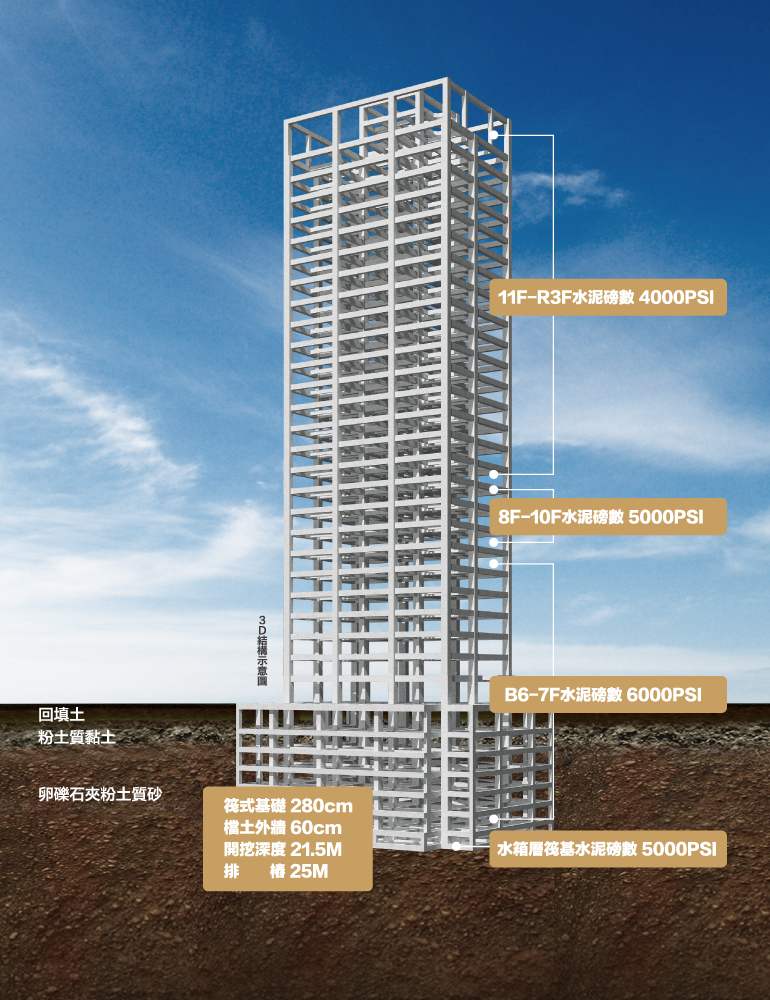 11F-R3F水泥磅數 4000PSI
8F-10F水泥磅數 5000PSI
3D結構示意圖
B6-7F水泥磅數 6000PSI
回填土
粉土質黏土
卵礫石夾粉土質砂
筏式基礎 280cm
檔土外牆 60cm
開挖深度 21.5M
排 樁 25M
水箱層筏基水泥磅數 5000PSI